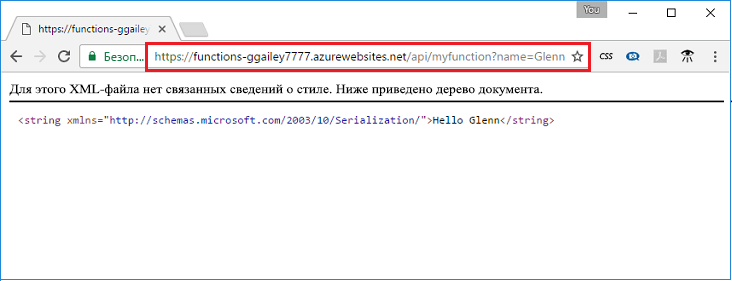 You
https://functions-ggailey
Безоп...
https://functions-ggailey7777.azurewebsites.net/api/myfunction?name=Glenn
CSS
Для этого XML-файла нет связанных сведений о стиле. Ниже приведено дерево документа.
<string xmlns="http://schemas.microsoft.com/2003/10/Serialization/">Hello Glenn</string>